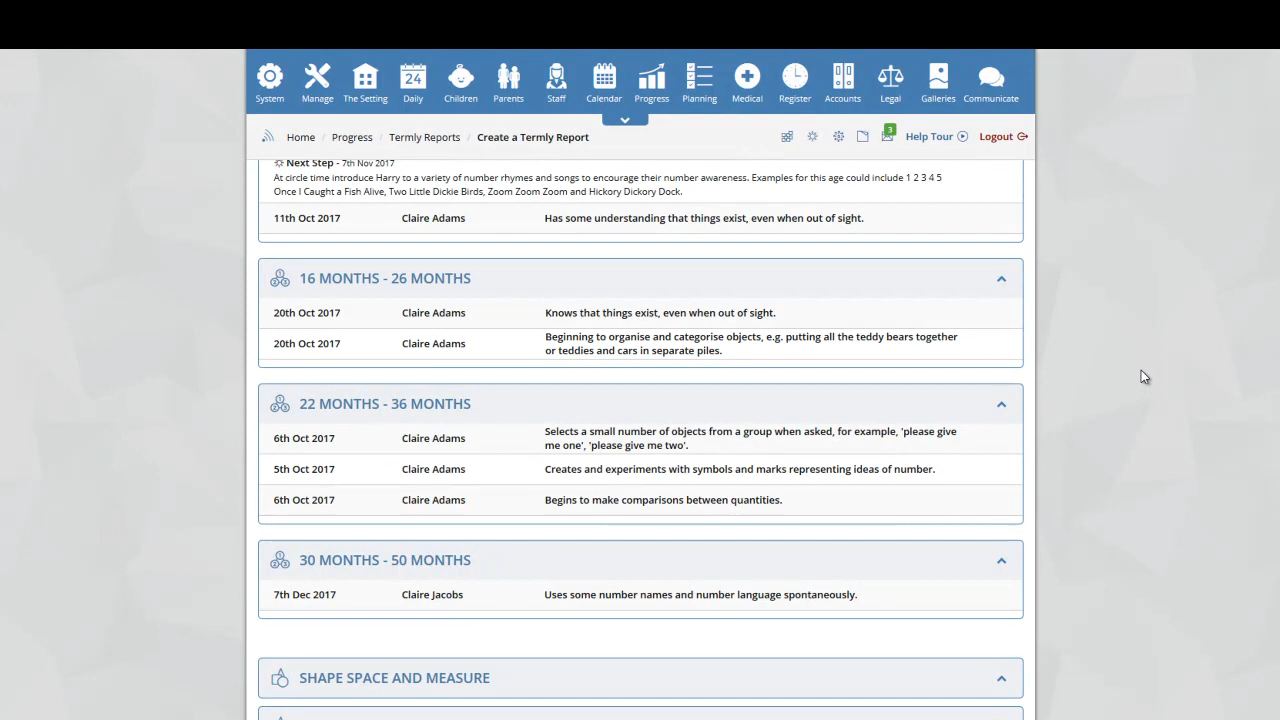 System Manage The Setting 24 Daily Children Parents Staff Calendar Progress Planning Medical Register Accounts Legal Galleries Communicate
Home / Progress / Termly Reports / Create a Termly Report 3 Help Tour Logout
Next Step - 7th Nov 2017
At circle time introduce Harry to a variety of number rhymes and songs to encourage their number awareness. Examples for this age could include 1 2 3 4 5
Once I Caught a Fish Alive, Two Little Dickie Birds, Zoom Zoom Zoom and Hickory Dickory Dock.
11th Oct 2017 Claire Adams Has some understanding that things exist, even when out of sight.
16 MONTHS - 26 MONTHS
20th Oct 2017 Claire Adams Knows that things exist, even when out of sight.
20th Oct 2017 Claire Adams Beginning to organise and categorise objects, e.g. putting all the teddy bears together
or teddies and cars in separate piles.
22 MONTHS - 36 MONTHS
6th Oct 2017 Claire Adams Selects a small number of objects from a group when asked, for example, 'please give
me one', 'please give me two'.
5th Oct 2017 Claire Adams Creates and experiments with symbols and marks representing ideas of number.
6th Oct 2017 Claire Adams Begins to make comparisons between quantities.
30 MONTHS - 50 MONTHS
7th Dec 2017 Claire Jacobs Uses some number names and number language spontaneously.
SHAPE SPACE AND MEASURE